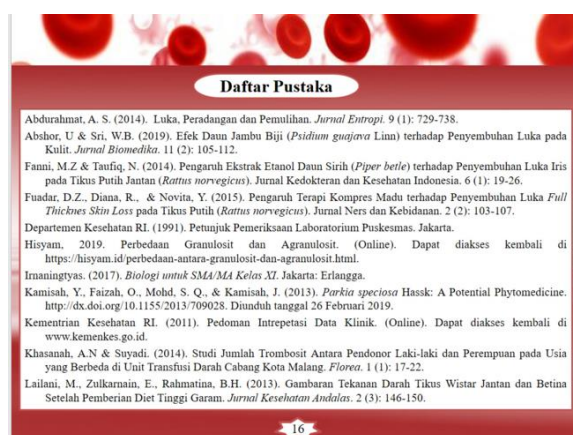 Daftar Pustaka
Abdurahmat, A. S. (2014). Luka, Peradangan dan Pemulihan. Jurnal Entropi. 9 (1): 729-738.
Abshor, U & Sri, W.B. (2019). Efek Daun Jambu Biji (Psidium guajava Linn) terhadap Penyembuhan Luka pada
Kulit. Jurnal Biomedika. 11 (2): 105-112.
Fanni, M.Z & Taufiq, N. (2014). Pengaruh Ekstrak Etanol Daun Sirih (Piper betle) terhadap Penyembuhan Luka Iris
pada Tikus Putih Jantan (Rattus norvegicus). Jurnal Kedokteran dan Kesehatan Indonesia. 6 (1): 19-26.
Fuadar, D.Z., Diana, R., & Novita, Y. (2015). Pengaruh Terapi Kompres Madu terhadap Penyembuhan Luka Full
Thicknes Skin Loss pada Tikus Putih (Rattus norvegicus). Jurnal Ners dan Kebidanan. 2 (2): 103-107.
Departemen Kesehatan RI. (1991). Petunjuk Pemeriksaan Laboratorium Puskesmas. Jakarta.
Hisyam, 2019. Perbedaan Granulosit dan Agranulosit. (Online). Dapat diakses kembali di
https://hisyam.id/perbedaan-antara-granulosit-dan-agranulosit.html.
Irnaningtyas. (2017). Biologi untuk SMA/MA Kelas XI. Jakarta: Erlangga.
Kamisah, Y., Faizah, O., Mohd, S. Q., & Kamisah, J. (2013). Parkia speciosa Hassk: A Potential Phytomedicine.
http://dx.doi.org/10.1155/2013/709028. Diunduh tanggal 26 Februari 2019.
Kementrian Kesehatan RI. (2011). Pedoman Intrepetasi Data Klinik. (Online). Dapat diakses kembali di
www.kemenkes.go.id.
Khasanah, A.N & Suyadi. (2014). Studi Jumlah Trombosit Antara Pendonor Laki-laki dan Perempuan pada Usia
yang Berbeda di Unit Transfusi Darah Cabang Kota Malang. Florea. 1 (1): 17-22.
Lailani, M., Zulkarnain, E., Rahmatina, B.H. (2013). Gambaran Tekanan Darah Tikus Wistar Jantan dan Betina
Setelah Pemberian Diet Tinggi Garam. Jurnal Kesehatan Andalas. 2 (3): 146-150.
16